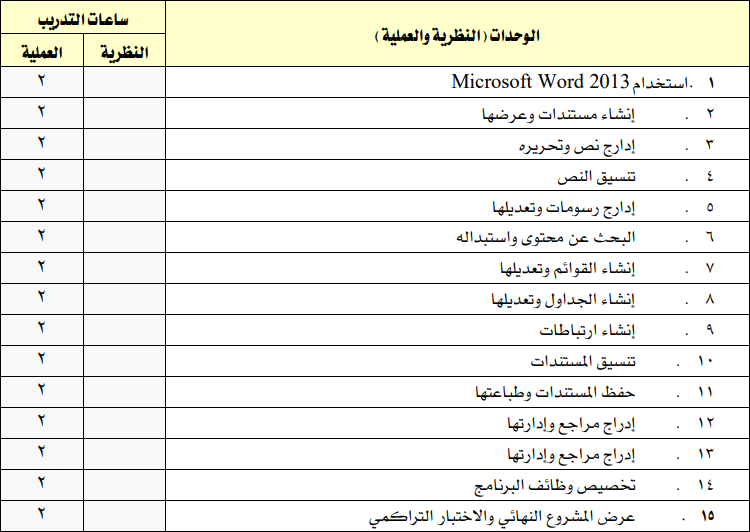 الوحدات (النظرية والعملية)
ساعات التدريب
النظرية
العملية
١. استخدام Microsoft Word 2013
٢
٢ . إنشاء مستندات وعرضها
٢
٣ . إدارج نص وتحريره
٢
٤ . تنسيق النص
٢
٥ . إدارج رسومات وتعديلها
٢
٦ . البحث عن محتوى واستبداله
٢
٧ . إنشاء القوائم وتعديلها
٢
٨ . إنشاء الجداول وتعديلها
٢
٩ . إنشاء ارتباطات
٢
١٠ . تنسيق المستندات
٢
١١ . حفظ المستندات وطباعتها
٢
١٢ . إدراج مراجع وإدارتها
٢
١٣ . إدراج مراجع وإدارتها
٢
١٤ . تخصيص وظائف البرنامج
٢
١٥ . عرض المشروع النهائي والاختبار التراكمي
٢